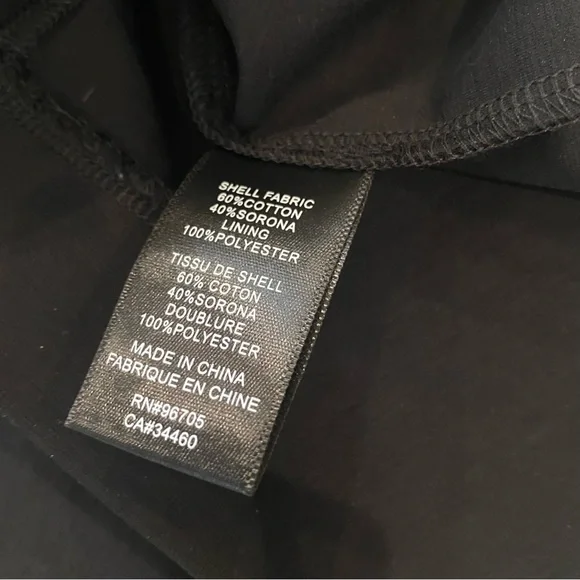 SHELL FABRIC
60%COTTON
40%SORONA
LINING
100%POLYESTER
TISSU DE SHELL
60% COTON
40%SORONA
DOUBLURE
100%POLYESTER
MADE IN CHINA
FABRIQUE EN CHINE
RN#96705
CA#34460